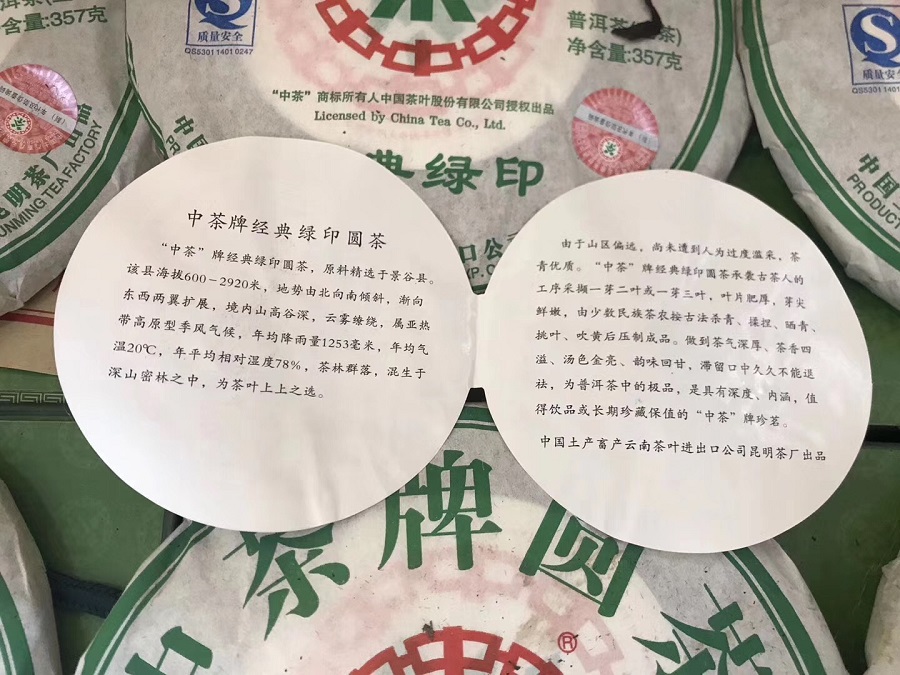 含量:357克
质量安全
QS5301 1401 0247
净含量:357克
质量安全
QS5301 140
“中茶”商标所有人中国茶叶股份有限公司授权出品
Licensed by China Tea Co., Ltd.
典绿印
明茶厂出品
UNMING TEA FACTORY
中国
PRODUCT
中茶牌经典绿印圆茶
“中茶”牌经典绿印圆茶，原料精选于景谷县。
该县海拔600-2920米，地势由北向南倾斜，渐向
东西两翼扩展，境内山高谷深，云雾缭绕，属亚热
带高原型季风气候，年均降雨量1253毫米，年均气
温20℃，年平均相对湿度78%，茶林群落，混生于
深山密林之中，为茶叶上上之选。
由于山区偏远，尚未遭到人为过度滥采，茶
青优质。“中茶”牌经典绿印圆茶承袭古茶人的
工序采撷一芽二叶或一芽三叶，叶片肥厚，芽尖
鲜嫩，由少数民族茶农按古法杀青、揉捏、晒青、
挑叶、吹黄后压制成品。做到茶气深厚、茶香四
溢、汤色金亮、韵味回甘，滞留口中久久不能退
祛，为普洱茶中的极品，是具有深度、内涵，值
得饮品或长期珍藏保值的“中茶”牌珍茗。
中国土产畜产云南茶叶进出口公司昆明茶厂出品
茶牌圆茶
®